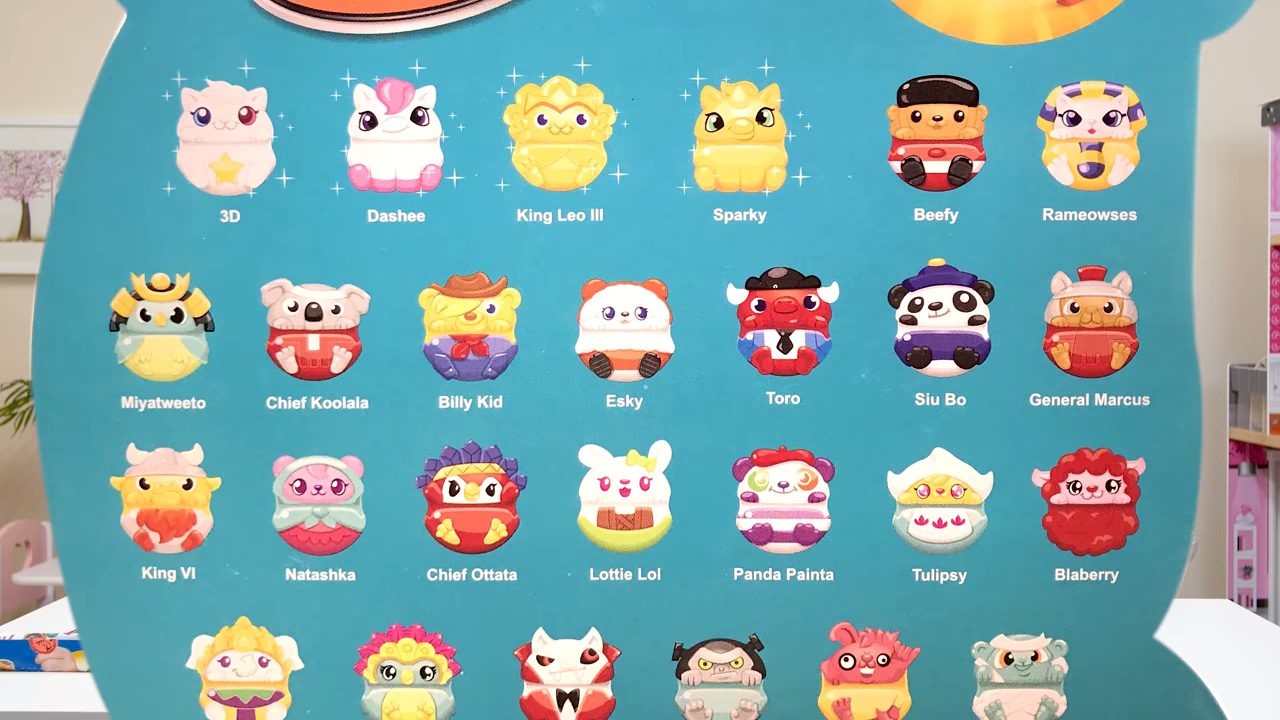 3D
Dashee
King Leo III
Sparky
Beefy
Rameowses
Miyatweeto
Chief Koolala
Billy Kid
Esky
Toro
Siu Bo
General Marcus
King VI
Natashka
Chief Ottata
Lottie Lol
Panda Painta
Tulipsy
Blaberry